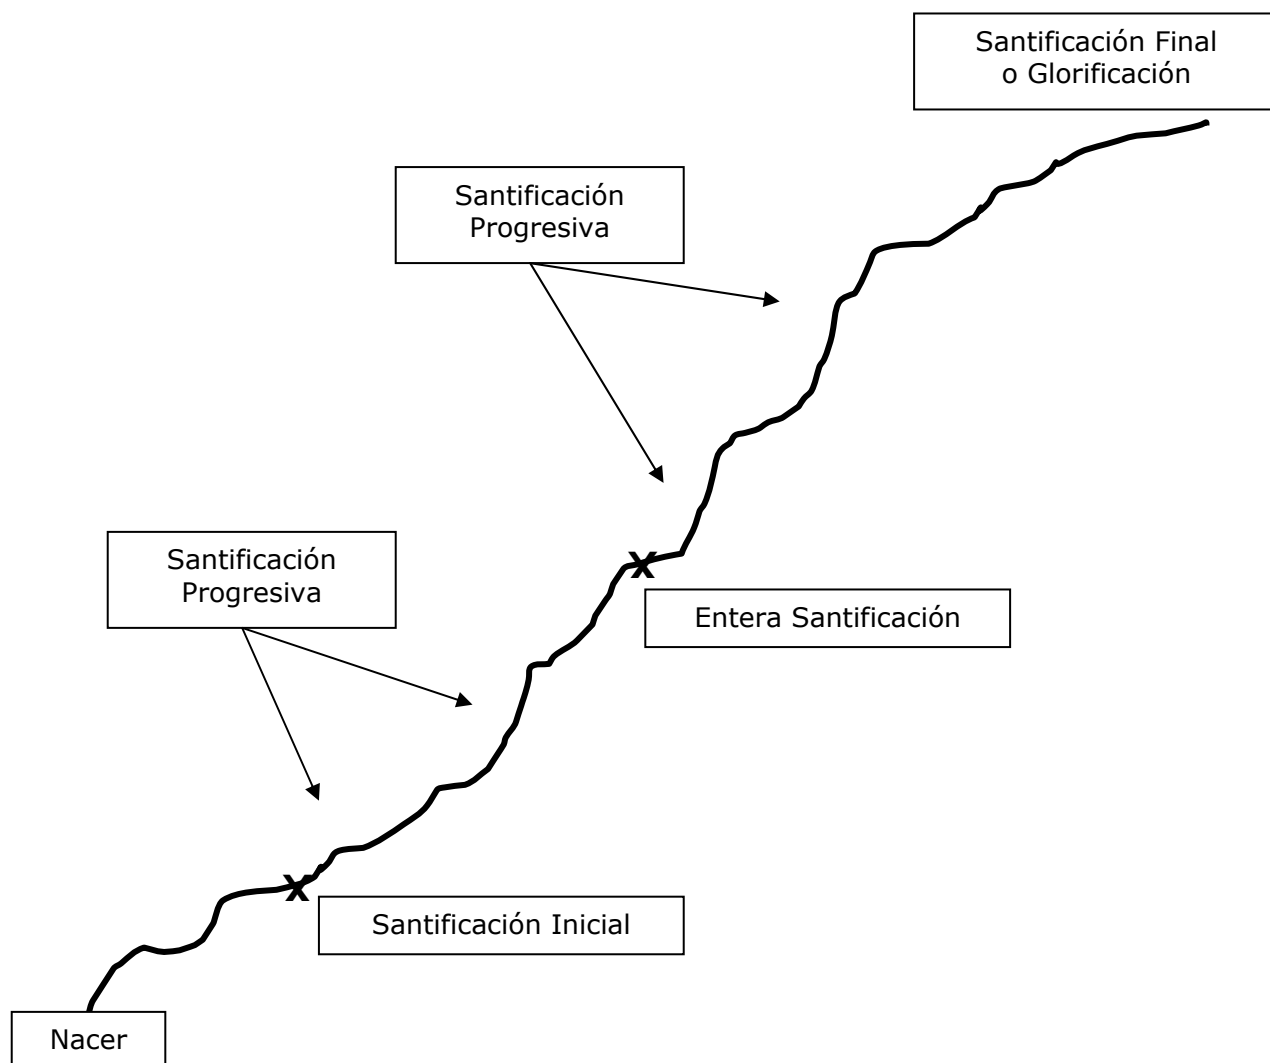 Santificación Final
o Glorificación
Santificación
Progresiva
Santificación
Progresiva
X
Entera Santificación
X
Santificación Inicial
Nacer